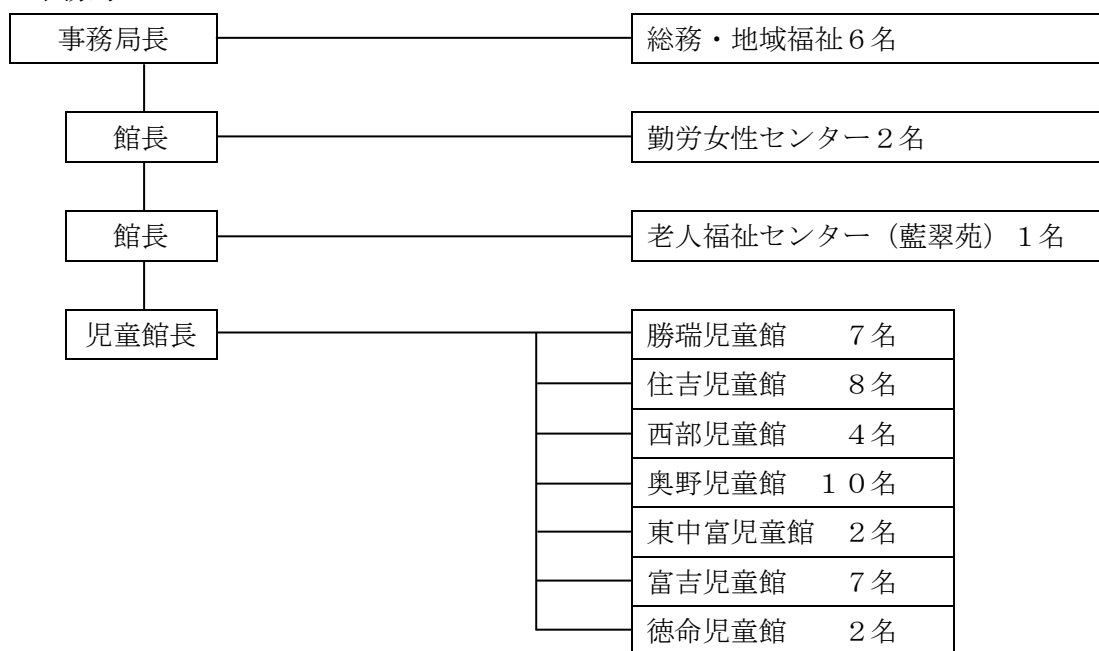 事務局長　総務・地域福祉６名
館長　勤労女性センター２名
館長　老人福祉センター（藍翠苑）１名
児童館長　勝瑞児童館　７名
住吉児童館　８名
西部児童館　４名
奥野児童館　１０名
東中富児童館　２名
富吉児童館　７名
徳命児童館　２名